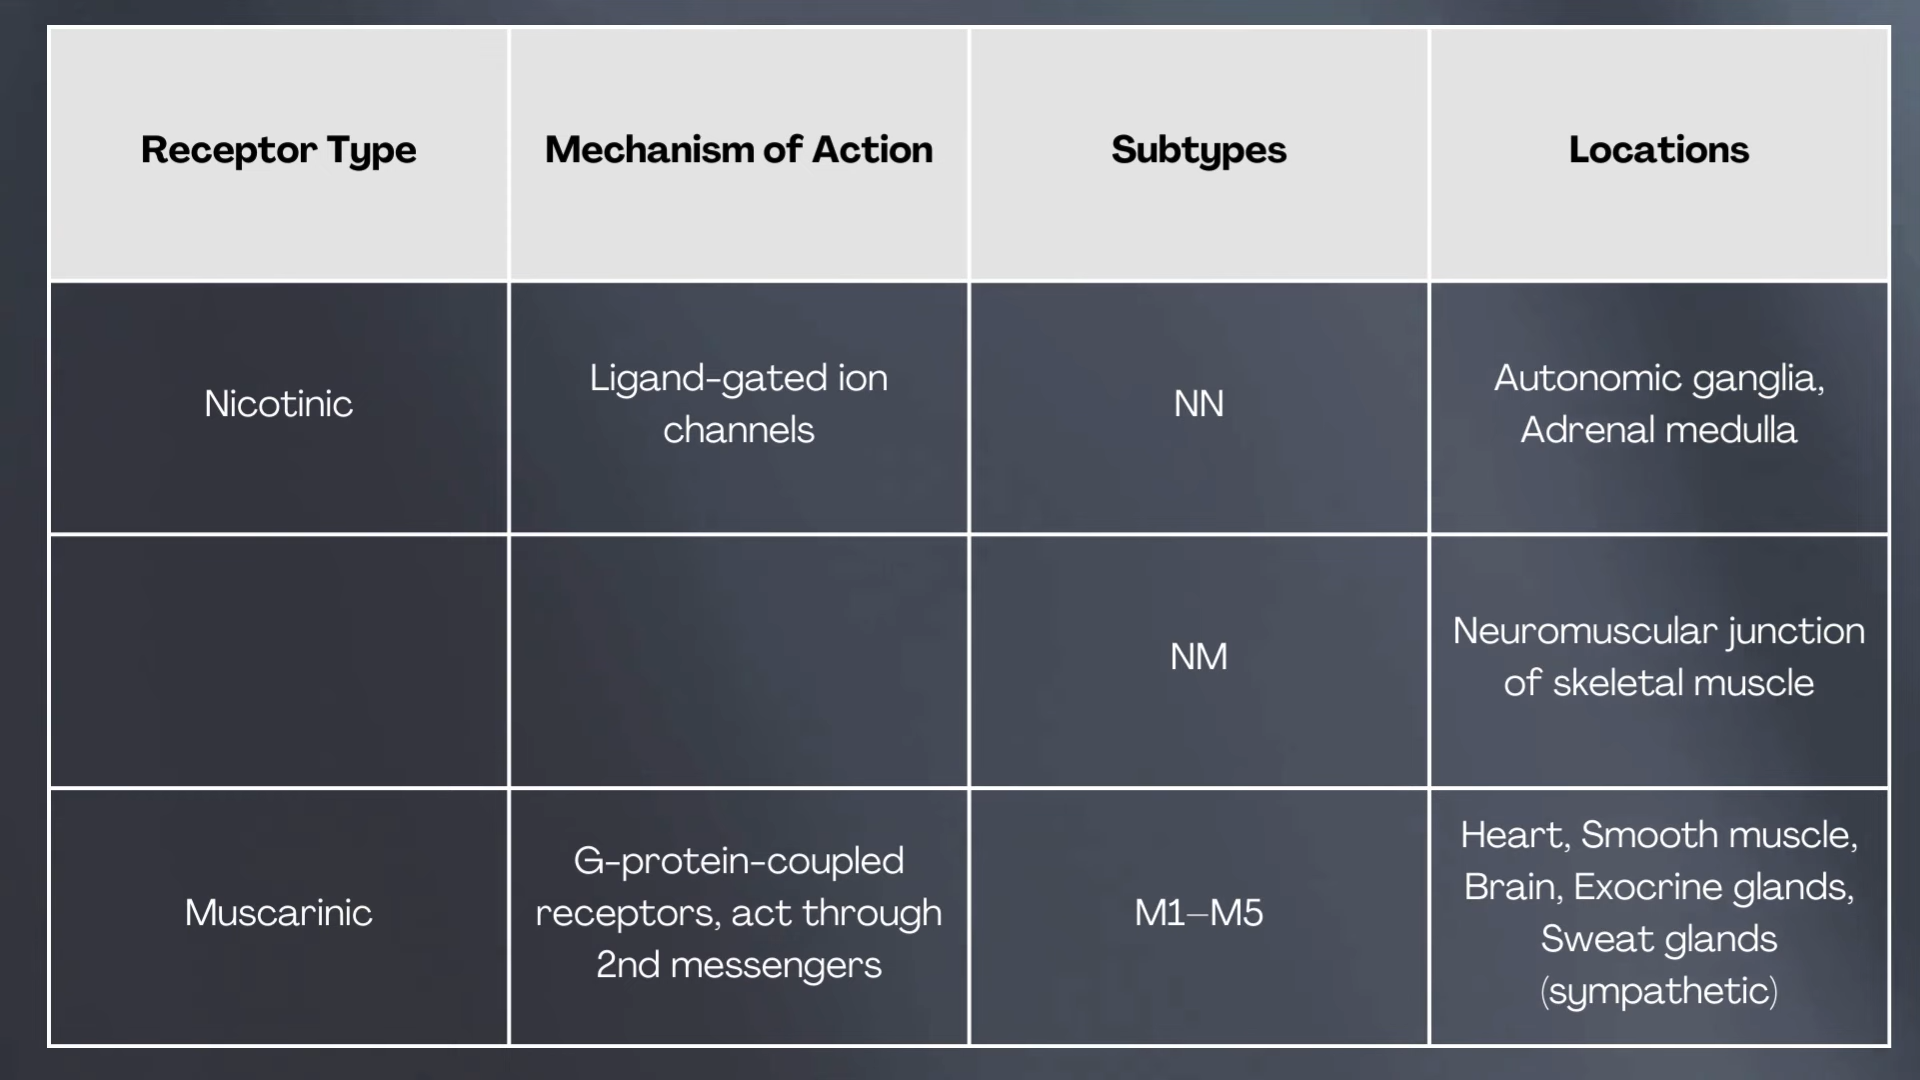 Receptor Type
Mechanism of Action
Subtypes
Locations
Nicotinic
Ligand-gated ion
channels
NN
Autonomic ganglia,
Adrenal medulla
NM
Neuromuscular junction
of skeletal muscle
Muscarinic
G-protein-coupled
receptors, act through
2nd messengers
M1–M5
Heart, Smooth muscle,
Brain, Exocrine glands,
Sweat glands
(sympathetic)